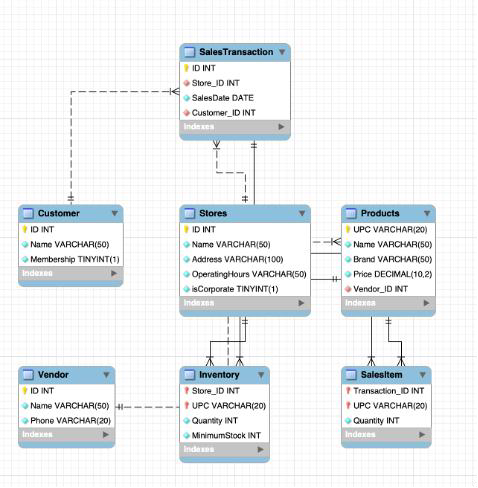 SalesTransaction
ID INT
Store_ID INT
SalesDate DATE
Customer_ID INT
Indexes
Customer
ID INT
Name VARCHAR(50)
Membership TINYINT(1)
Indexes
Stores
ID INT
Name VARCHAR(50)
Address VARCHAR(100)
OperatingHours VARCHAR(50)
isCorporate TINYINT(1)
Indexes
Products
UPC VARCHAR(20)
Name VARCHAR(50)
Brand VARCHAR(50)
Price DECIMAL(10,2)
Vendor_ID INT
Indexes
Vendor
ID INT
Name VARCHAR(50)
Phone VARCHAR(20)
Indexes
Inventory
Store_ID INT
UPC VARCHAR(20)
Quantity INT
MinimumStock INT
Indexes
SalesItem
Transaction_ID INT
UPC VARCHAR(20)
Quantity INT
Indexes